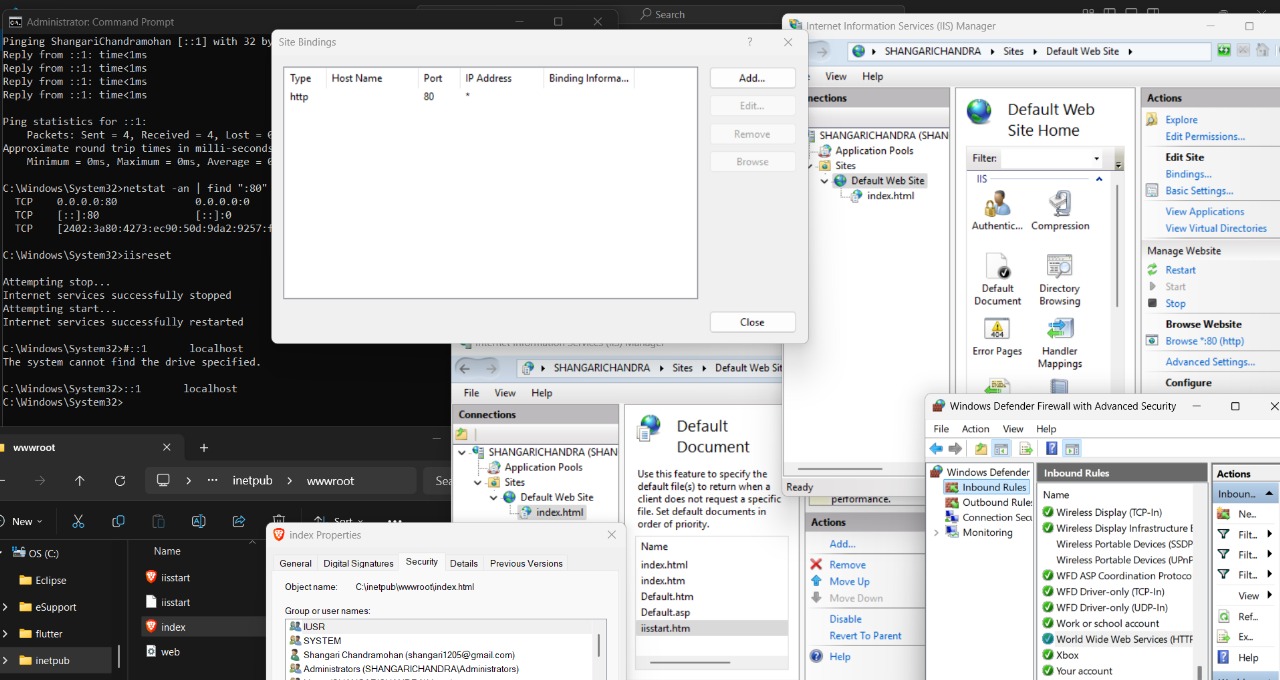 Administrator: Command Prompt
Pinging ShangariChandramohan [::1] with 32 by
Reply from ::1: time<1ms
Reply from ::1: time<1ms
Reply from ::1: time<1ms
Reply from ::1: time<1ms
Ping statistics for ::1:
Packets: Sent = 4, Received = 4, Lost = 0
Approximate round trip times in milli-seconds
Minimum = 0ms, Maximum = 0ms, Average = 0
C:\Windows\System32>netstat -an | find ":80"
TCP 0.0.0.0:80 0.0.0.0:0
TCP [::]:80 [::]:0
TCP [2402:3a80:4273:ec90:50d:9da2:9257:f
C:\Windows\System32>iisreset
Attempting stop...
Internet services successfully stopped
Attempting start...
Internet services successfully restarted
C:\Windows\System32>#::1 localhost
The system cannot find the drive specified.
C:\Windows\System32>::1 localhost
C:\Windows\System32>
Search
Site Bindings
?
Type Host Name Port IP Address Binding Informa...
http 80 *
Add...
Edit...
Remove
Browse
Close
Internet Information Services (IIS) Manager
SHANGARICHANDRA Sites Default Web Site
View Help
nections
SHANGARICHANDRA (SHAN
Application Pools
Sites
Default Web Site
index.html
Default Web
Site Home
Filter:
IIS
Authentic... Compression
Default
Document
Directory
Browsing
404
Error Pages
Handler
Mappings
Ready
Actions
Explore
Edit Permissions...
Edit Site
Bindings...
Basic Settings...
View Applications
View Virtual Directories
Manage Website
Restart
Start
Stop
Browse Website
Browse *:80 (http)
Advanced Settings...
Configure
Internet Information Services (IIS) Manager
SHANGARICHANDRA Sites Default Web Sit
File View Help
Connections
SHANGARICHANDRA (SHAN
Application Pools
Sites
Default Web Site
index.html
Default
Document
Use this feature to specify the
default file(s) to return when a
client does not request a specific
file. Set default documents in
order of priority.
Name
index.html
index.htm
Default.htm
Default.asp
iisstart.htm
performance.
Actions
Add...
Remove
Move Up
Move Down
Disable
Revert To Parent
Help
wwwroot
inetpub wwwroot
Sea
New
Sort
OS (C:)
Eclipse
eSupport
flutter
inetpub
Name
iisstart
iisstart
index
web
index Properties
General Digital Signatures Security Details Previous Versions
Object name: C:\inetpub\wwwroot\index.html
Group or user names:
IUSR
SYSTEM
Shangari Chandramohan (shangari1205@gmail.com)
Administrators (SHANGARICHANDRA\Administrators)
Windows Defender Firewall with Advanced Security
File Action View Help
Windows Defender
Inbound Rules
Outbound Rules
Connection Secu
Monitoring
Inbound Rules
Name
Wireless Display (TCP-In)
Wireless Display Infrastructure E
Wireless Portable Devices (SSDP
Wireless Portable Devices (UPnP
WFD ASP Coordination Protoco
WFD Driver-only (TCP-In)
WFD Driver-only (UDP-In)
Work or school account
World Wide Web Services (HTTP
Xbox
Your account
Actions
Inboun...
Ne...
Filt...
Filt...
Filt...
View
Ref...
Ex...
Help